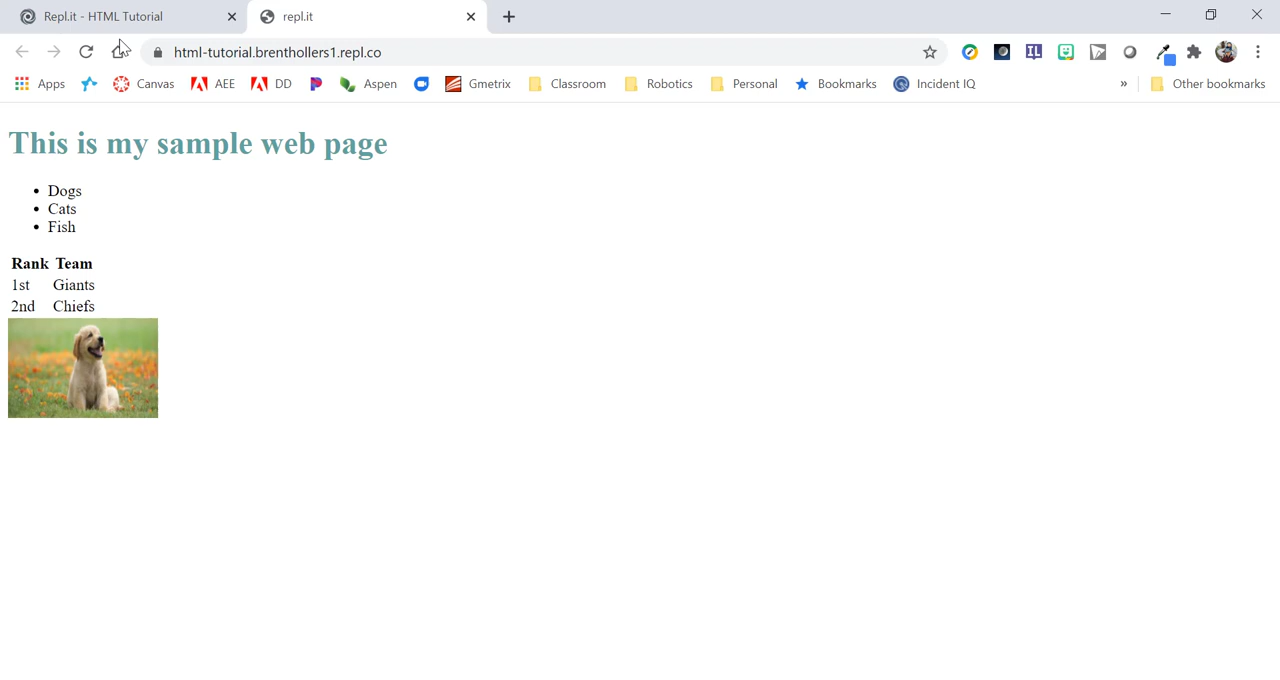 Repl.it - HTML Tutorial
repl.it
html-tutorial.brenthollers1.repl.co
IL
Apps Canvas AEE DD Aspen Gmetrix Classroom Robotics Personal Bookmarks Incident IQ » Other bookmarks
This is my sample web page
• Dogs
• Cats
• Fish
Rank Team
1st Giants
2nd Chiefs